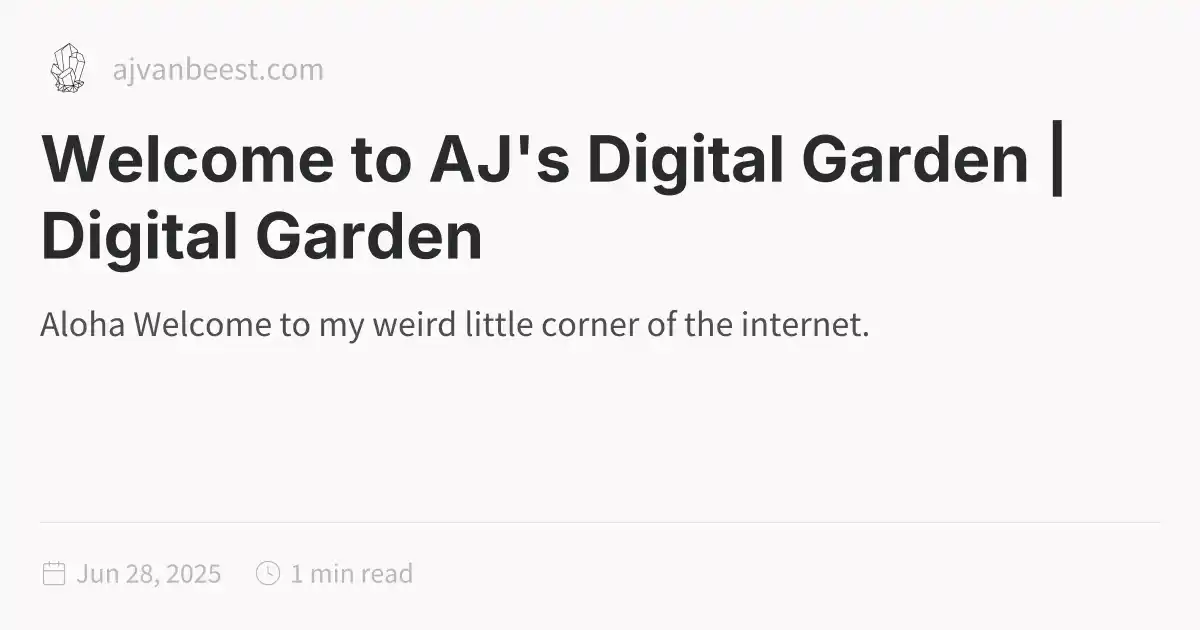 ajvanbeest.com
Welcome to AJ's Digital Garden |
Digital Garden
Aloha Welcome to my weird little corner of the internet.
Jun 28, 2025 1 min read